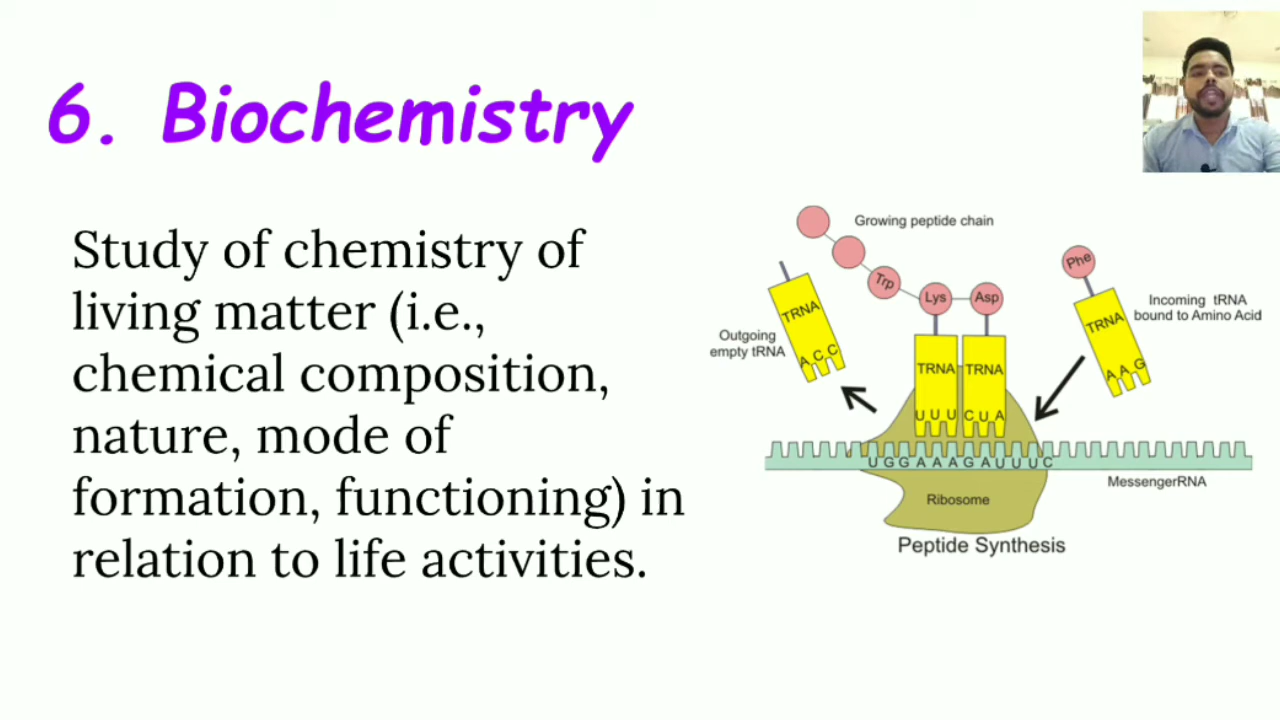 6. Biochemistry
Study of chemistry of
living matter (i.e.,
chemical composition,
nature, mode of
formation, functioning) in
relation to life activities.
Growing peptide chain
Trp
Lys
Asp
Phe
Incoming tRNA
bound to Amino Acid
Outgoing
empty tRNA
TRNA
A C C
TRNA
U U U
TRNA
C U A
TRNA
A A G
U G G A A A G A U U U C
MessengerRNA
Ribosome
Peptide Synthesis